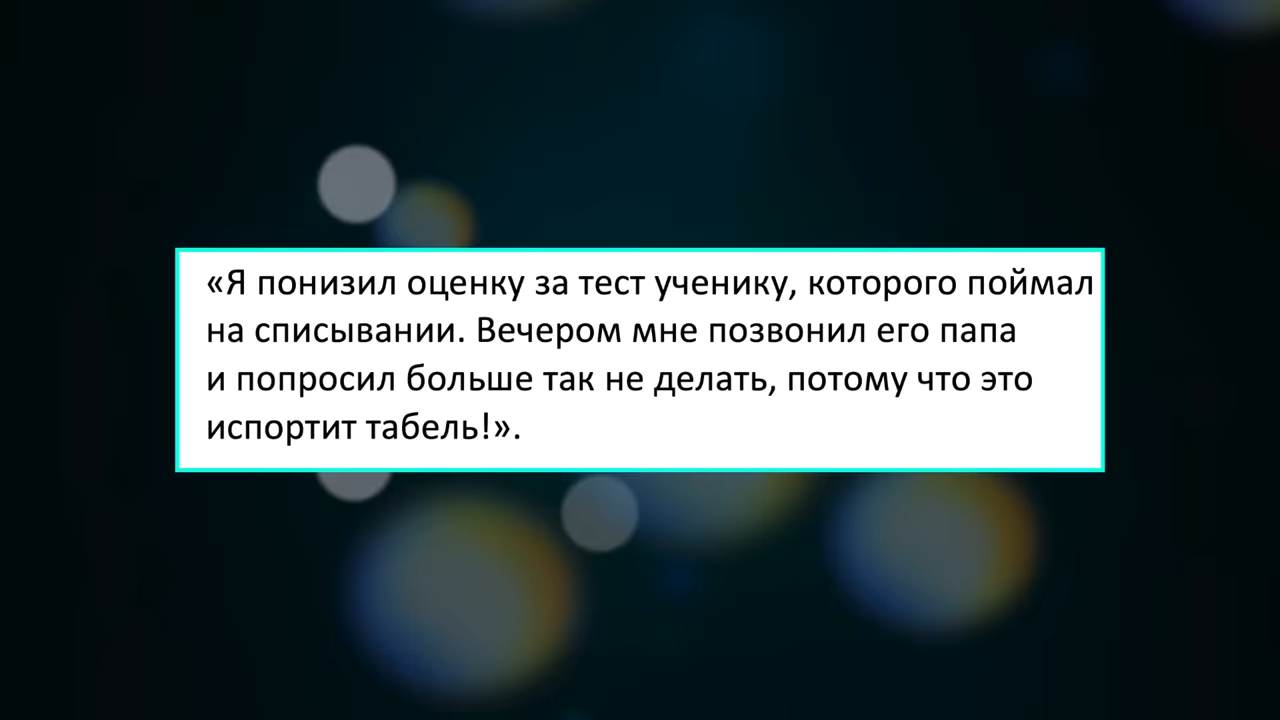 «Я понизил оценку за тест ученику, которого поймал
на списывании. Вечером мне позвонил его папа
и попросил больше так не делать, потому что это
испортит табель!».